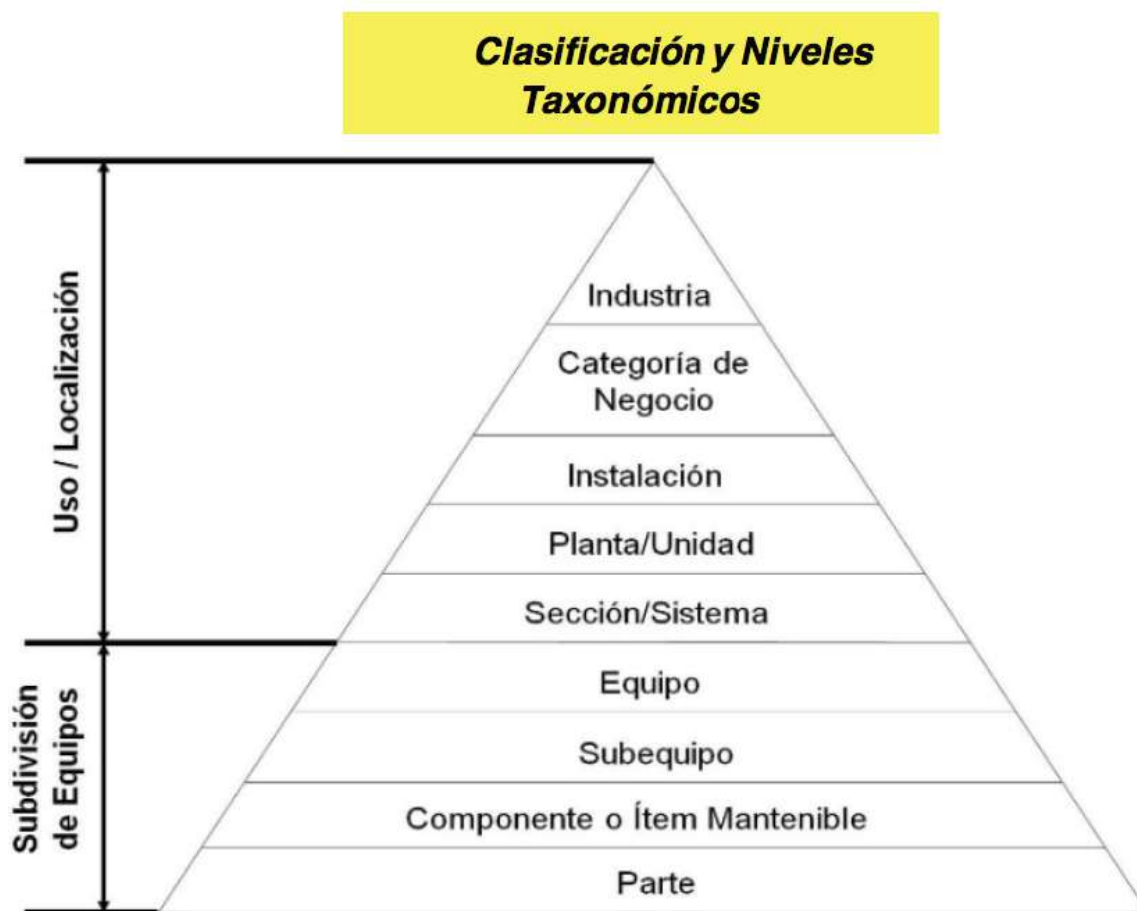 Clasificación y Niveles
Taxonómicos
Uso / Localización
Industria
Categoría de
Negocio
Instalación
Planta/Unidad
Sección/Sistema
Subdivisión
de Equipos
Equipo
Subequipo
Componente o Ítem Mantenible
Parte